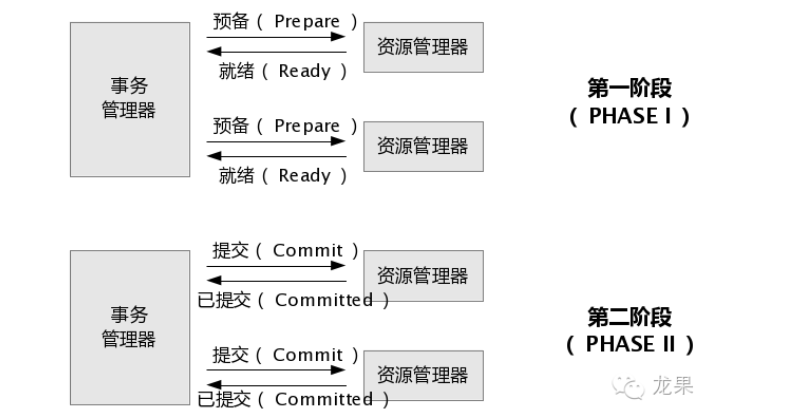 预备（ Prepare ）
资源管理器
就绪（ Ready ）
事务
管理器
预备（ Prepare ）
资源管理器
就绪（ Ready ）
第一阶段
（ PHASE I ）
提交（ Commit ）
资源管理器
已提交（ Committed ）
事务
管理器
提交（ Commit ）
资源管理器
已提交（ Committed ）
第二阶段
（ PHASE II ）
龙果